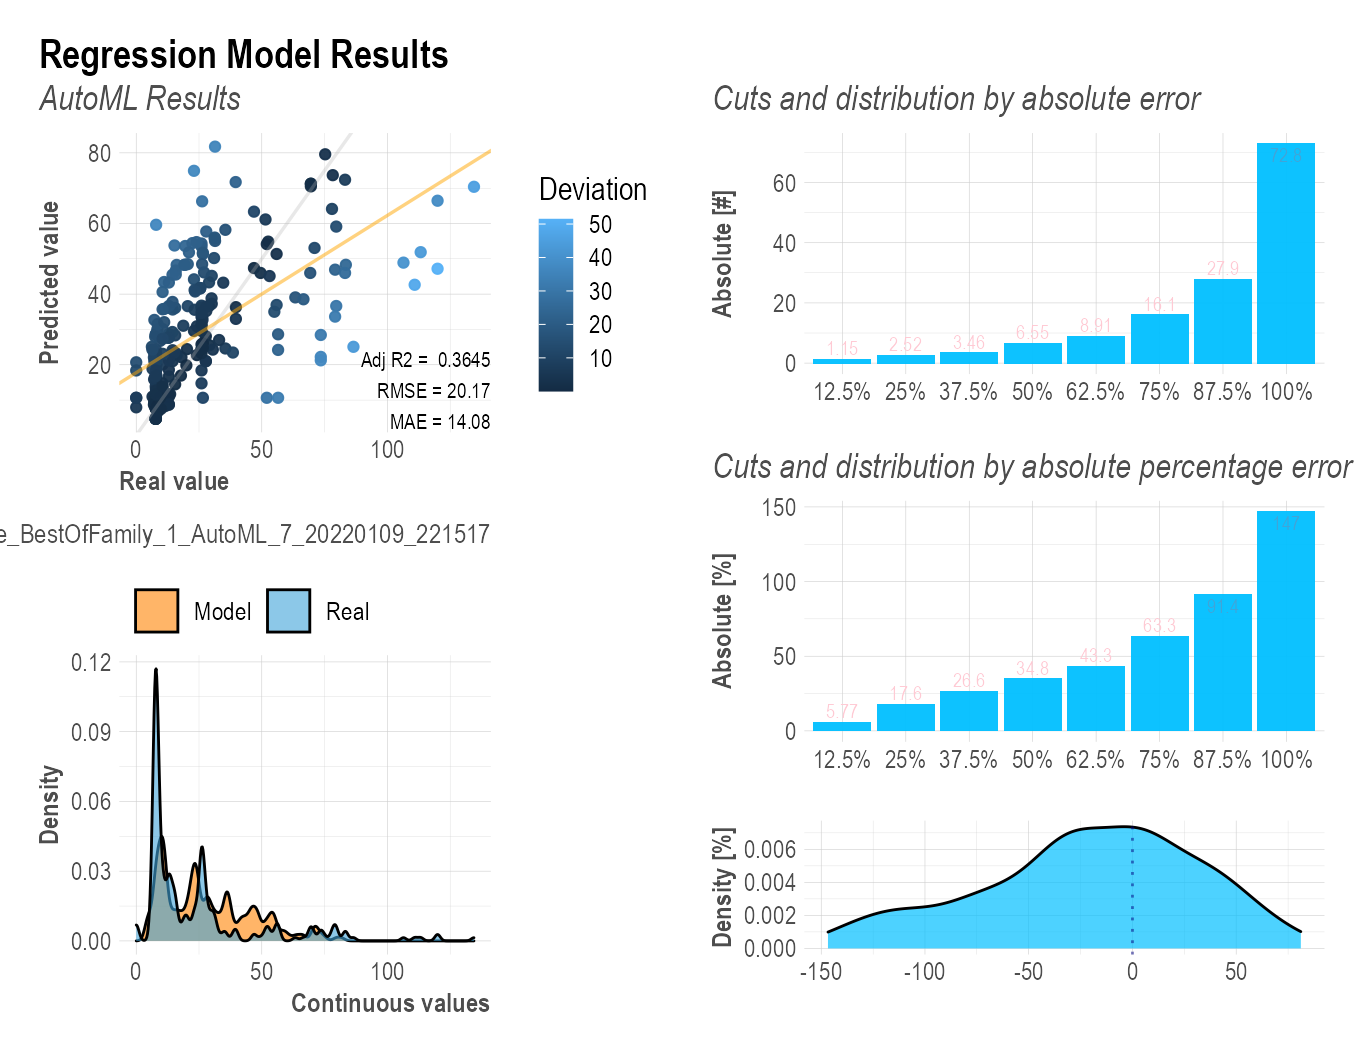 Regression Model Results
AutoML Results
80
60
40
20
Predicted value
Adj R2 = 0.3645
RMSE = 20.17
MAE = 14.08
0 50 100
Real value
Deviation
50
40
30
20
10
e_BestOfFamily_1_AutoML_7_20220109_221517
Model Real
0.12
0.09
0.06
0.03
0.00
Density
0 50 100
Continuous values
Cuts and distribution by absolute error
60
40
20
0
Absolute [#]
1.15 2.52 3.46 6.55 8.91 16.1 27.9 72.8
12.5% 25% 37.5% 50% 62.5% 75% 87.5% 100%
Cuts and distribution by absolute percentage error
150
100
50
0
Absolute [%]
5.77 17.6 26.6 34.8 43.3 63.3 91.4 147
12.5% 25% 37.5% 50% 62.5% 75% 87.5% 100%
0.006
0.004
0.002
0.000
Density [%]
-150 -100 -50 0 50